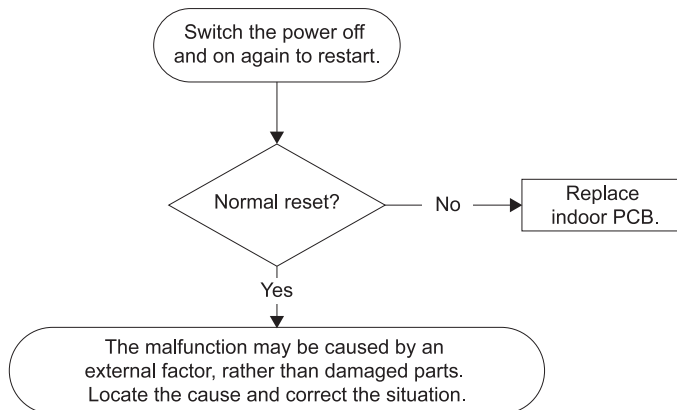 Switch the power off
and on again to restart.
Normal reset?
No
Replace
indoor PCB.
Yes
The malfunction may be caused by an
external factor, rather than damaged parts.
Locate the cause and correct the situation.